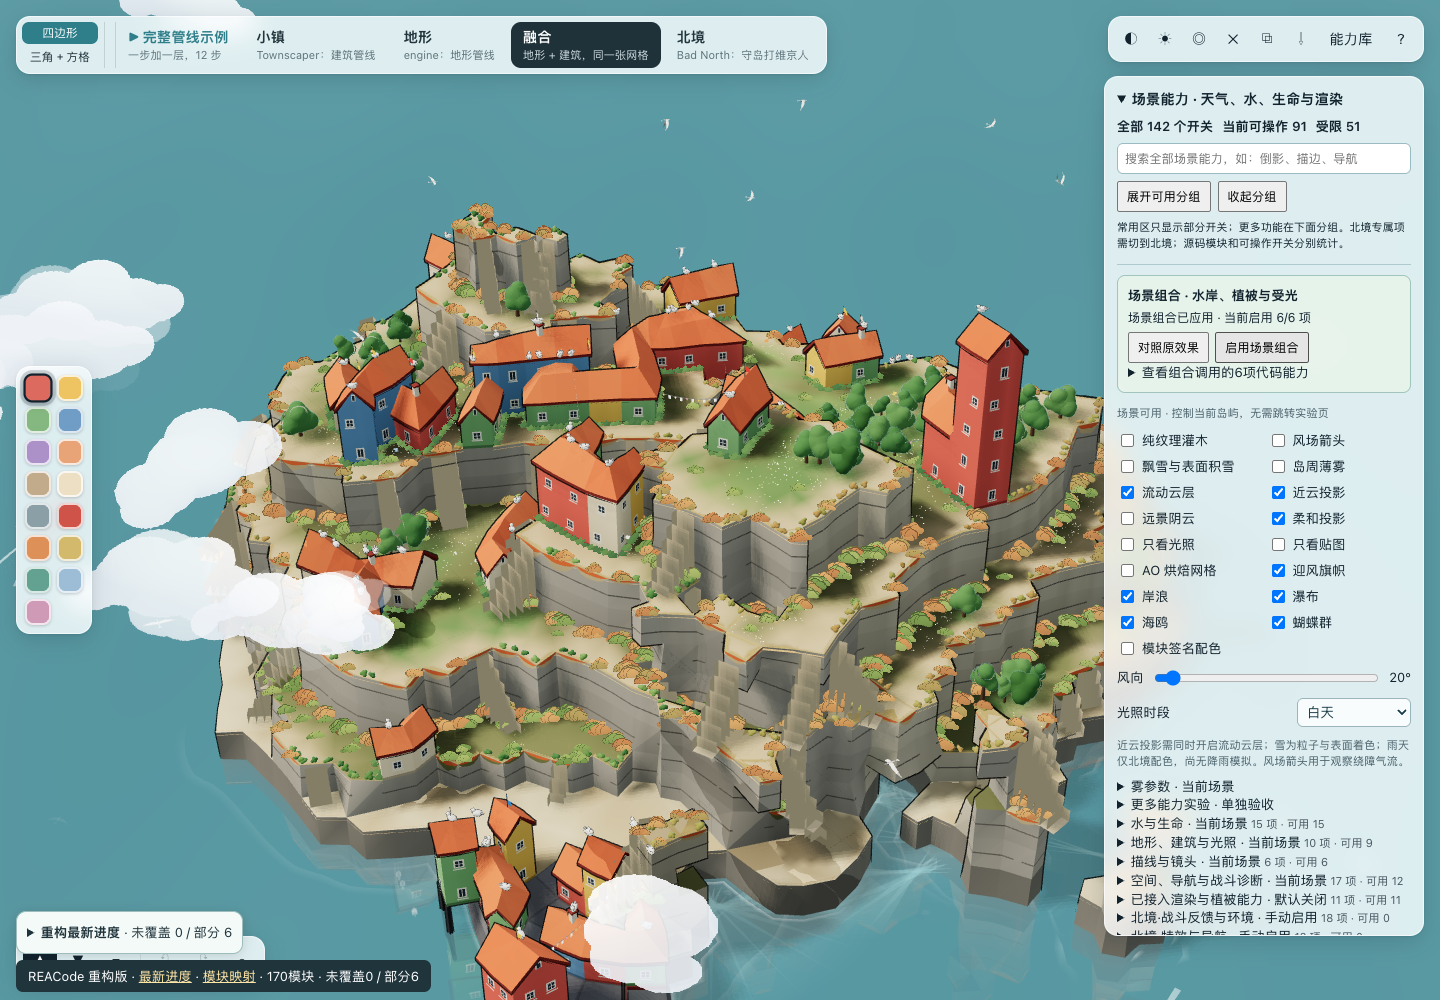 四边形
三角 + 方格
▶ 完整管线示例
一步加一层，12 步
小镇
Townscaper：建筑管线
地形
engine：地形管线
融合
地形 + 建筑，同一张网格
北境
Bad North：守岛打维京人
能力库
?
▼ 场景能力 · 天气、水、生命与渲染
全部 142 个开关 当前可操作 91 受限 51
搜索全部场景能力，如：倒影、描边、导航
展开可用分组
收起分组
常用区只显示部分开关；更多功能在下面分组。北境专属项
需切到北境；源码模块和可操作开关分别统计。
场景组合 · 水岸、植被与受光
场景组合已应用 · 当前启用 6/6 项
对照原效果
启用场景组合
▶ 查看组合调用的6项代码能力
场景可用 · 控制当前岛屿，无需跳转实验页
纯纹理灌木
风场箭头
飘雪与表面积雪
岛周薄雾
流动云层
近云投影
远景阴云
柔和投影
只看光照
只看贴图
AO 烘焙网格
迎风旗帜
岸浪
瀑布
海鸥
蝴蝶群
模块签名配色
风向
20°
光照时段
白天
近云投影需同时开启流动云层；雪为粒子与表面着色；雨天
仅北境配色，尚无降雨模拟。风场箭头用于观察绕障气流。
▶ 雾参数 · 当前场景
▶ 更多能力实验 · 单独验收
▶ 水与生命 · 当前场景 15 项 · 可用 15
▶ 地形、建筑与光照 · 当前场景 10 项 · 可用 9
▶ 描线与镜头 · 当前场景 6 项 · 可用 6
▶ 空间、导航与战斗诊断 · 当前场景 17 项 · 可用 12
▶ 已接入渲染与植被能力 · 默认关闭 11 项 · 可用 11
▶ 北境·战斗反馈与环境 · 手动启用 18 项 · 可用 0
▶ 重构最新进度 · 未覆盖 0 / 部分 6
REACode 重构版 · 最新进度 · 模块映射 · 170模块 · 未覆盖0 / 部分6